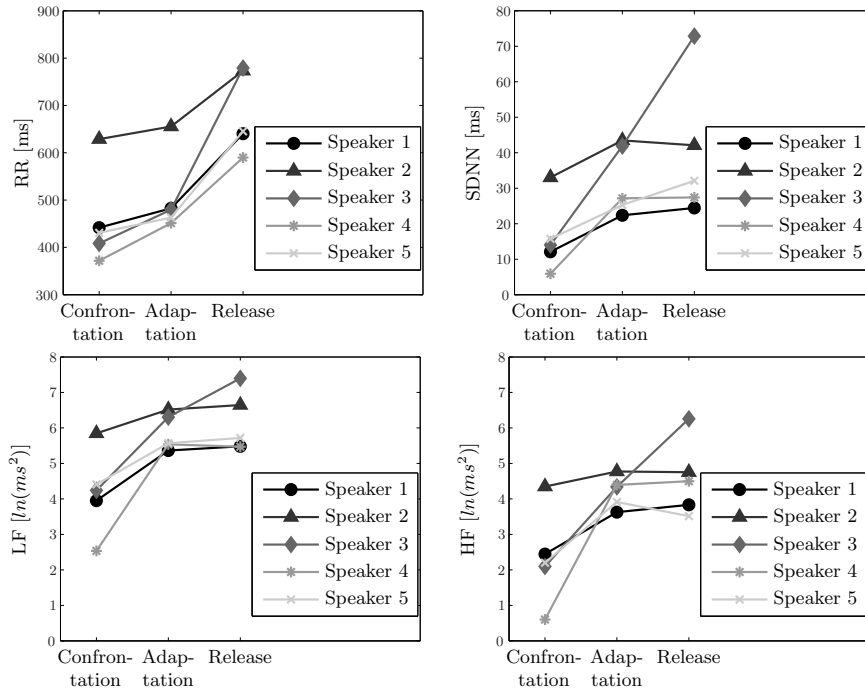 900
800
700
600
500
400
300
RR [ms]
Speaker 1
Speaker 2
Speaker 3
Speaker 4
Speaker 5
Confron-
tation
Adap-
tation
Release
80
70
60
50
40
30
20
10
0
SDNN [ms]
Speaker 1
Speaker 2
Speaker 3
Speaker 4
Speaker 5
Confron-
tation
Adap-
tation
Release
8
7
6
5
4
3
2
1
0
LF [ln(ms²)]
Speaker 1
Speaker 2
Speaker 3
Speaker 4
Speaker 5
Confron-
tation
Adap-
tation
Release
8
7
6
5
4
3
2
1
0
HF [ln(ms²)]
Speaker 1
Speaker 2
Speaker 3
Speaker 4
Speaker 5
Confron-
tation
Adap-
tation
Release